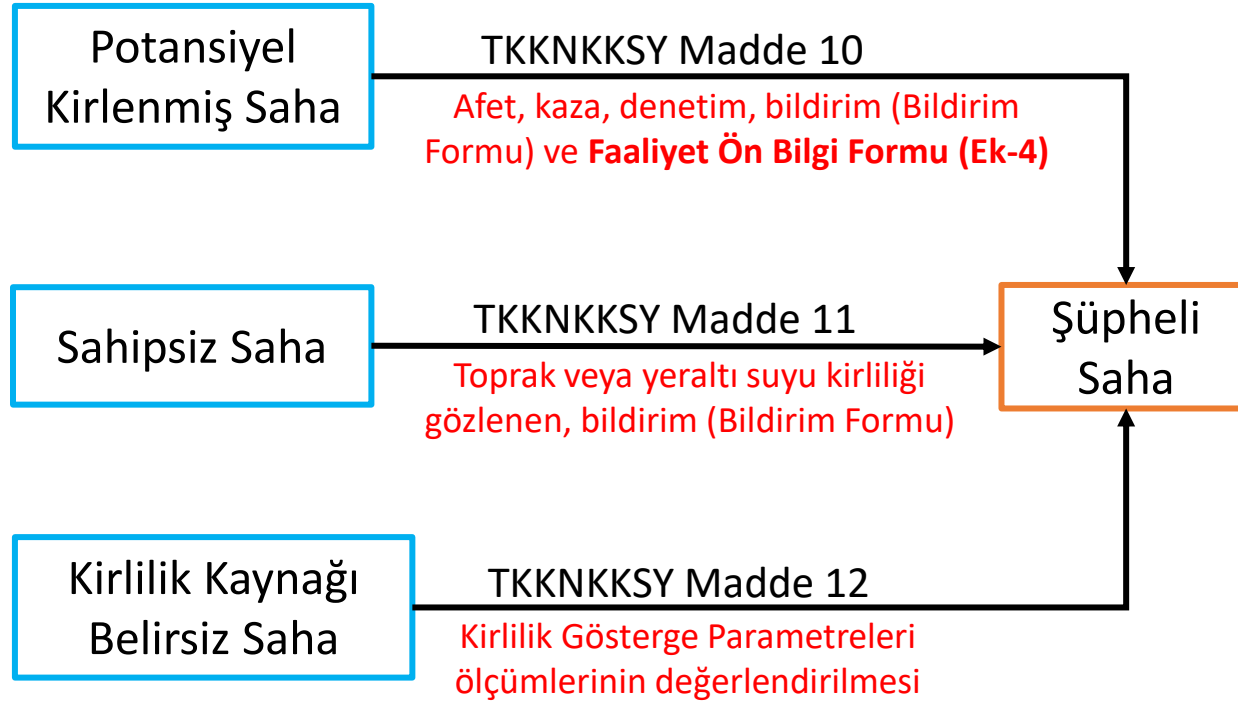 Potansiyel
Kirlenmiş Saha
TKKNKKSY Madde 10
Afet, kaza, denetim, bildirim (Bildirim
Formu) ve Faaliyet Ön Bilgi Formu (Ek-4)
Sahipsiz Saha
TKKNKKSY Madde 11
Toprak veya yeraltı suyu kirliliği
gözlenen, bildirim (Bildirim Formu)
Şüpheli
Saha
Kirlilik Kaynağı
Belirsiz Saha
TKKNKKSY Madde 12
Kirlilik Gösterge Parametreleri
ölçümlerinin değerlendirilmesi